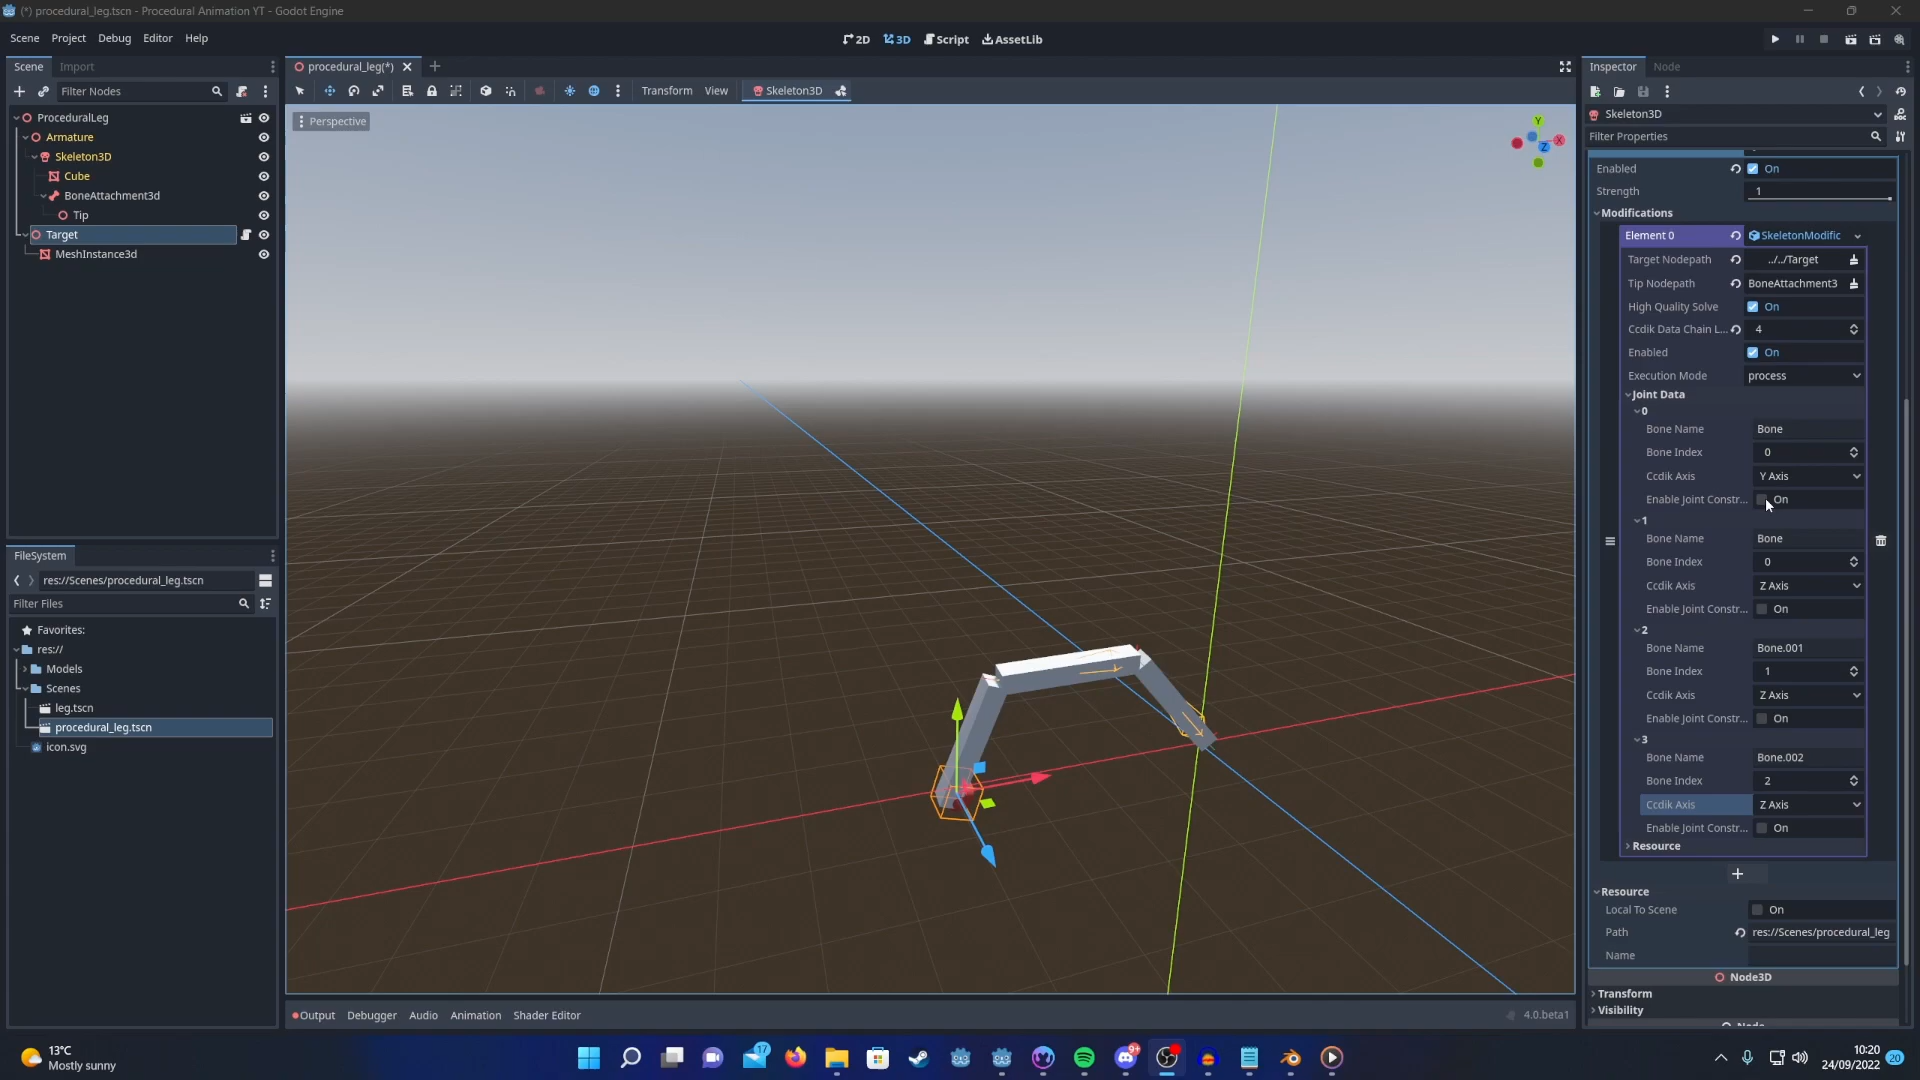 (*) procedural_leg.tscn - Procedural Animation YT - Godot Engine
Scene Project Debug Editor Help
2D 3D Script AssetLib
Scene Import
procedural_leg(*)
Inspector Node
Filter Nodes
Transform View Skeleton3D
ProceduralLeg
Armature
Skeleton3D
Cube
BoneAttachment3d
Tip
Target
MeshInstance3d
Perspective
Y
X
Z
FileSystem
res://Scenes/procedural_leg.tscn
Filter Files
Favorites:
res://
Models
Scenes
leg.tscn
procedural_leg.tscn
icon.svg
Skeleton3D
Filter Properties
Enabled On
Strength 1
Modifications
Element 0 SkeletonModific
Target Nodepath ../../Target
Tip Nodepath BoneAttachment3
High Quality Solve On
Ccdik Data Chain L... 4
Enabled On
Execution Mode process
Joint Data
0
Bone Name Bone
Bone Index 0
Ccdik Axis Y Axis
Enable Joint Constr... On
1
Bone Name Bone
Bone Index 0
Ccdik Axis Z Axis
Enable Joint Constr... On
2
Bone Name Bone.001
Bone Index 1
Ccdik Axis Z Axis
Enable Joint Constr... On
3
Bone Name Bone.002
Bone Index 2
Ccdik Axis Z Axis
Enable Joint Constr... On
Resource
Resource
Local To Scene On
Path res://Scenes/procedural_leg
Name
Node3D
Transform
Visibility
Node
Output Debugger Audio Animation Shader Editor
4.0.beta1
13°C
Mostly sunny
17
9+
10:20
24/09/2022
20